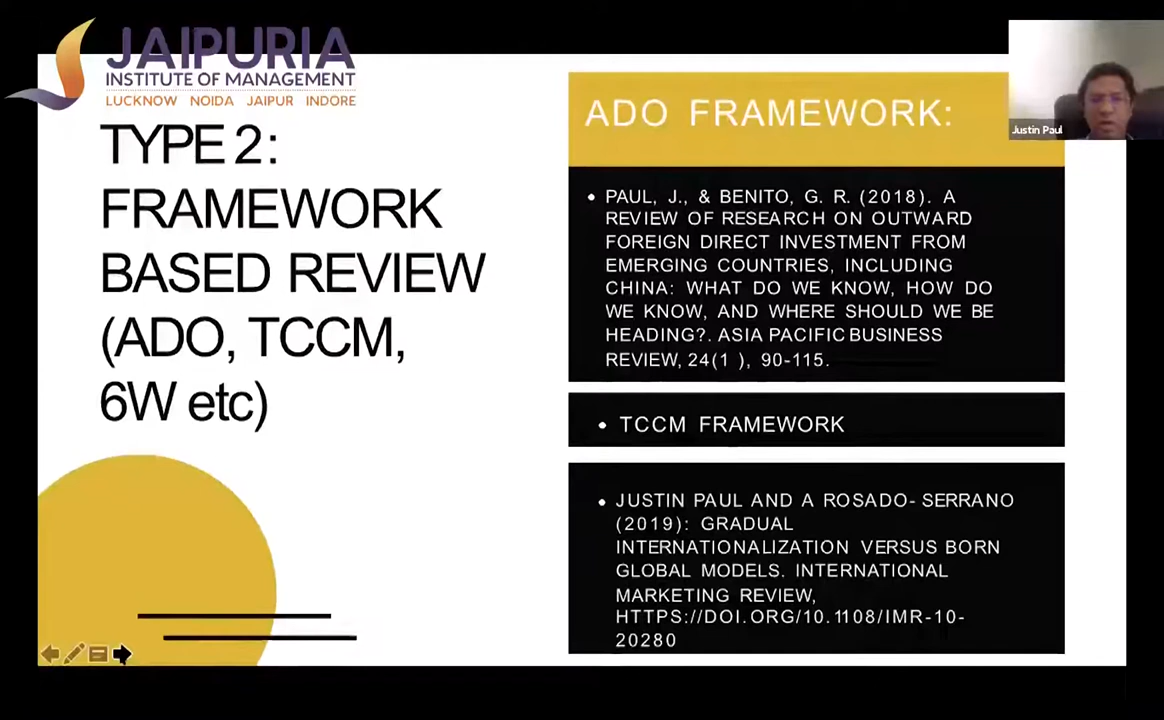 JAIPURIA
INSTITUTE OF MANAGEMENT
LUCKNOW NOIDA JAIPUR INDORE
TYPE 2:
FRAMEWORK
BASED REVIEW
(ADO, TCCM,
6W etc)
ADO FRAMEWORK:
Justin Paul
• PAUL, J., & BENITO, G. R. (2018). A
REVIEW OF RESEARCH ON OUTWARD
FOREIGN DIRECT INVESTMENT FROM
EMERGING COUNTRIES, INCLUDING
CHINA: WHAT DO WE KNOW, HOW DO
WE KNOW, AND WHERE SHOULD WE BE
HEADING?. ASIA PACIFIC BUSINESS
REVIEW, 24(1 ), 90-115.
• TCCM FRAMEWORK
• JUSTIN PAUL AND A ROSADO- SERRANO
(2019): GRADUAL
INTERNATIONALIZATION VERSUS BORN
GLOBAL MODELS. INTERNATIONAL
MARKETING REVIEW,
HTTPS://DOI.ORG/10.1108/IMR-10-
20280